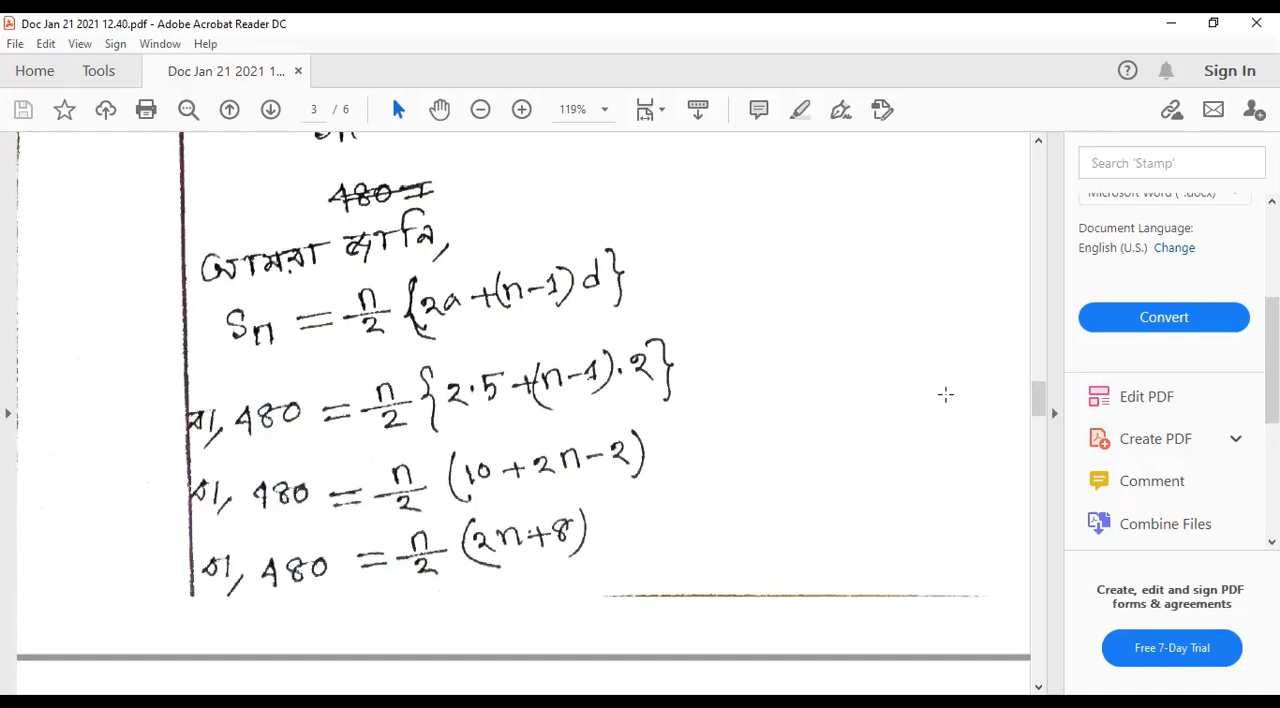 Doc Jan 21 2021 12.40.pdf - Adobe Acrobat Reader DC
File Edit View Sign Window Help
Home Tools Doc Jan 21 2021 1... × Sign In
3 / 6 119%
480 =
আমরা জানি,
Sn = n/2 {2a + (n-1) d}
বা, 480 = n/2 {2·5 + (n-1)·2}
বা, 480 = n/2 (10 + 2n - 2)
বা, 480 = n/2 (2n + 8)
Search 'Stamp'
Microsoft Word (*.docx)
Document Language:
English (U.S.) Change
Convert
Edit PDF
Create PDF
Comment
Combine Files
Create, edit and sign PDF
forms & agreements
Free 7-Day Trial